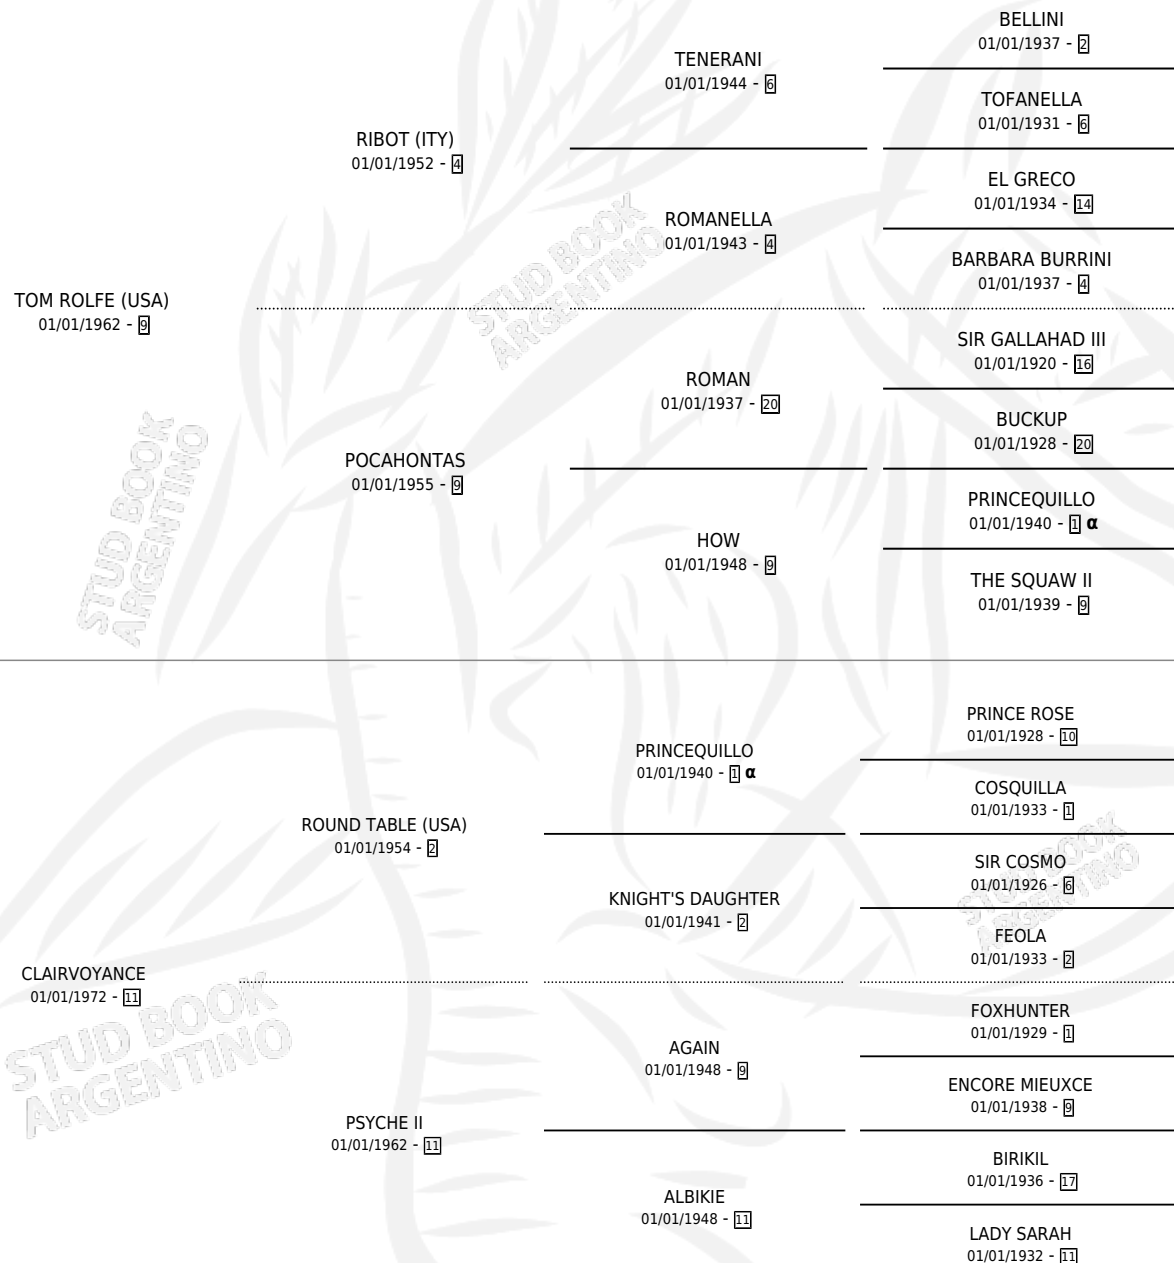 BELLINI
01/01/1937 - 2
TENERANI
01/01/1944 - 6
TOFANELLA
01/01/1931 - 6
RIBOT (ITY)
01/01/1952 - 4
EL GRECO
01/01/1934 - 14
ROMANELLA
01/01/1943 - 4
BARBARA BURRINI
01/01/1937 - 4
STUD BOOK
ARGENTINO
TOM ROLFE (USA)
01/01/1962 - 9
SIR GALLAHAD III
01/01/1920 - 16
ROMAN
01/01/1937 - 20
BUCKUP
01/01/1928 - 20
POCAHONTAS
01/01/1955 - 9
PRINCEQUILLO
01/01/1940 - 1 α
HOW
01/01/1948 - 9
THE SQUAW II
01/01/1939 - 9
STUD BOOK
ARGENTINO
PRINCE ROSE
01/01/1928 - 10
PRINCEQUILLO
01/01/1940 - 1 α
COSQUILLA
01/01/1933 - 1
ROUND TABLE (USA)
01/01/1954 - 2
SIR COSMO
01/01/1926 - 6
KNIGHT'S DAUGHTER
01/01/1941 - 2
FEOLA
01/01/1933 - 2
STUD BOOK
ARGENTINO
CLAIRVOYANCE
01/01/1972 - 11
FOXHUNTER
01/01/1929 - 1
AGAIN
01/01/1948 - 9
ENCORE MIEUXCE
01/01/1938 - 9
STUD BOOK
ARGENTINO
PSYCHE II
01/01/1962 - 11
BIRIKIL
01/01/1936 - 17
ALBIKIE
01/01/1948 - 11
LADY SARAH
01/01/1932 - 11